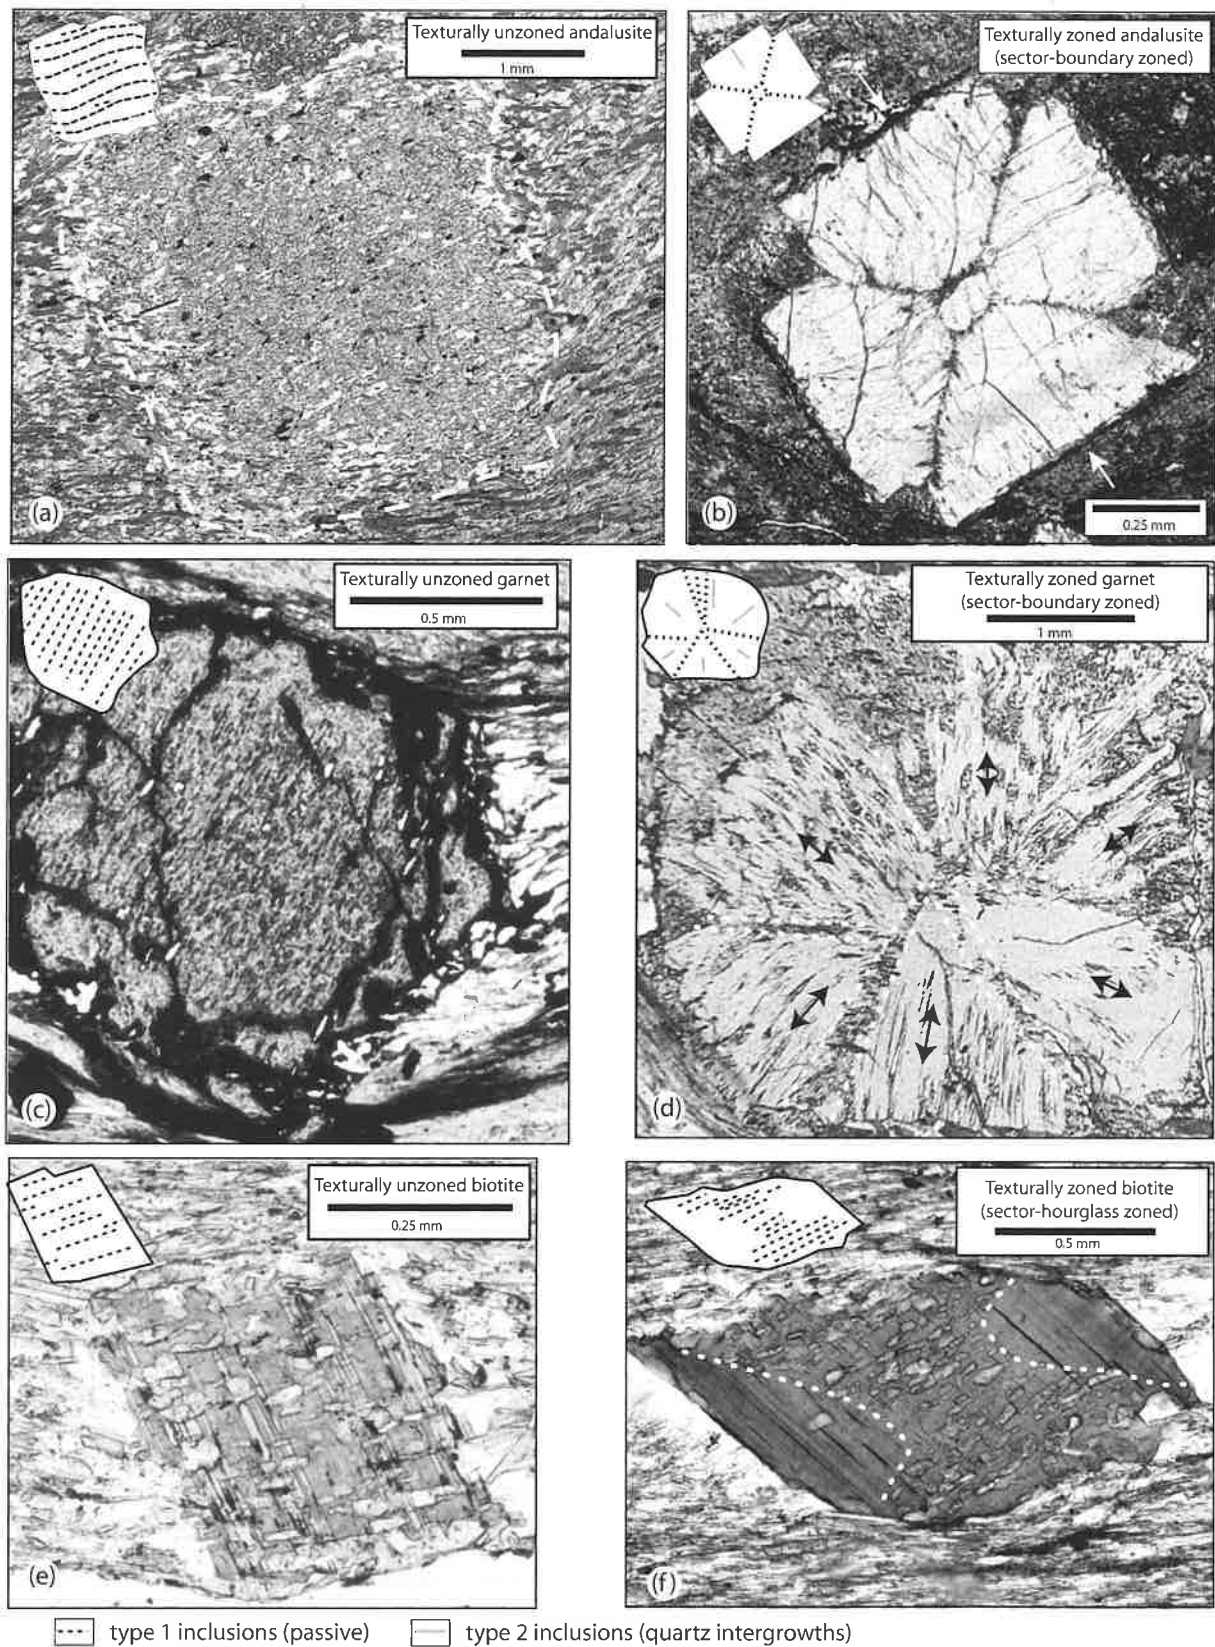 Texturally unzoned andalusite
1 mm
(a)
Texturally zoned andalusite
(sector-boundary zoned)
(b)
0.25 mm
Texturally unzoned garnet
0.5 mm
(c)
Texturally zoned garnet
(sector-boundary zoned)
1 mm
(d)
Texturally unzoned biotite
0.25 mm
(e)
Texturally zoned biotite
(sector-hourglass zoned)
0.5 mm
(f)
type 1 inclusions (passive)
type 2 inclusions (quartz intergrowths)